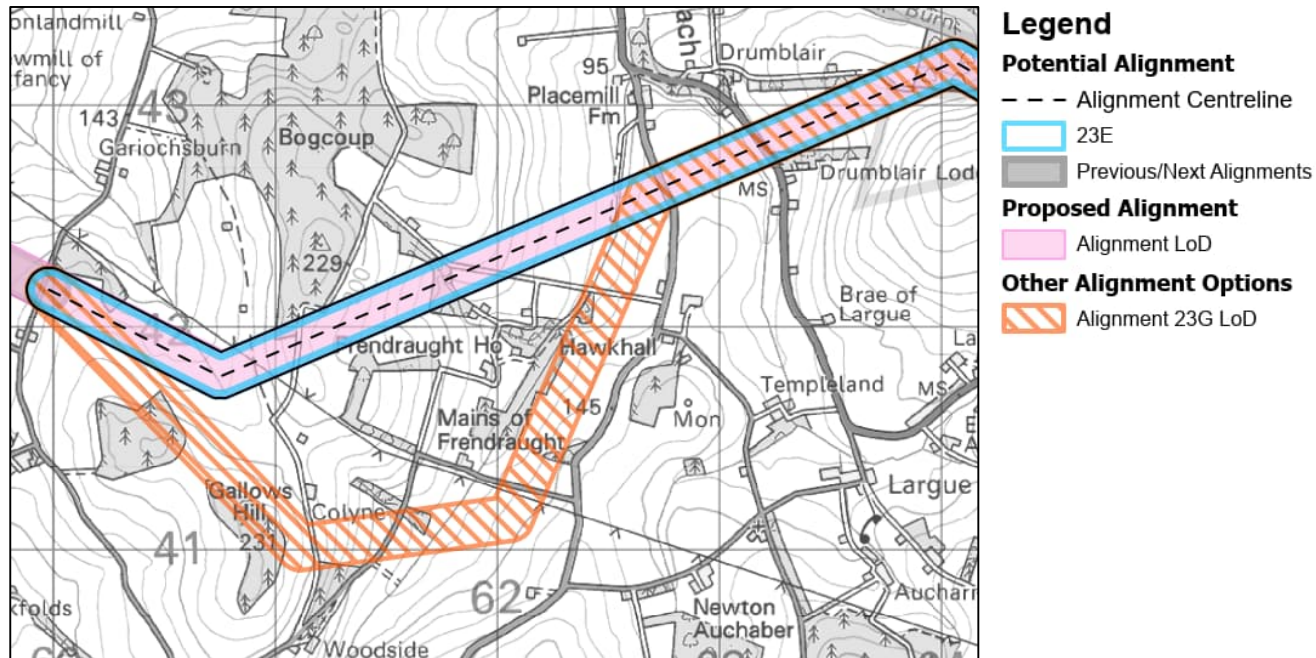 onlandmill
wmill of
fancy
143
43
Gariochsburn
Bogcoup
95
Placemill
Fm
ach
Drumblair
Burn
MS
Drumblair Lod
229
42
Frendraught Ho
Hawkhall
Brae of
Largue
La
Templeland
MS
145
Mon
Mains of
Frendraught
Gallows
Hill
231
Colyne
Largue
41
62
kfolds
Newton
Auchaber
Auchar
Woodside
Legend
Potential Alignment
Alignment Centreline
23E
Previous/Next Alignments
Proposed Alignment
Alignment LoD
Other Alignment Options
Alignment 23G LoD